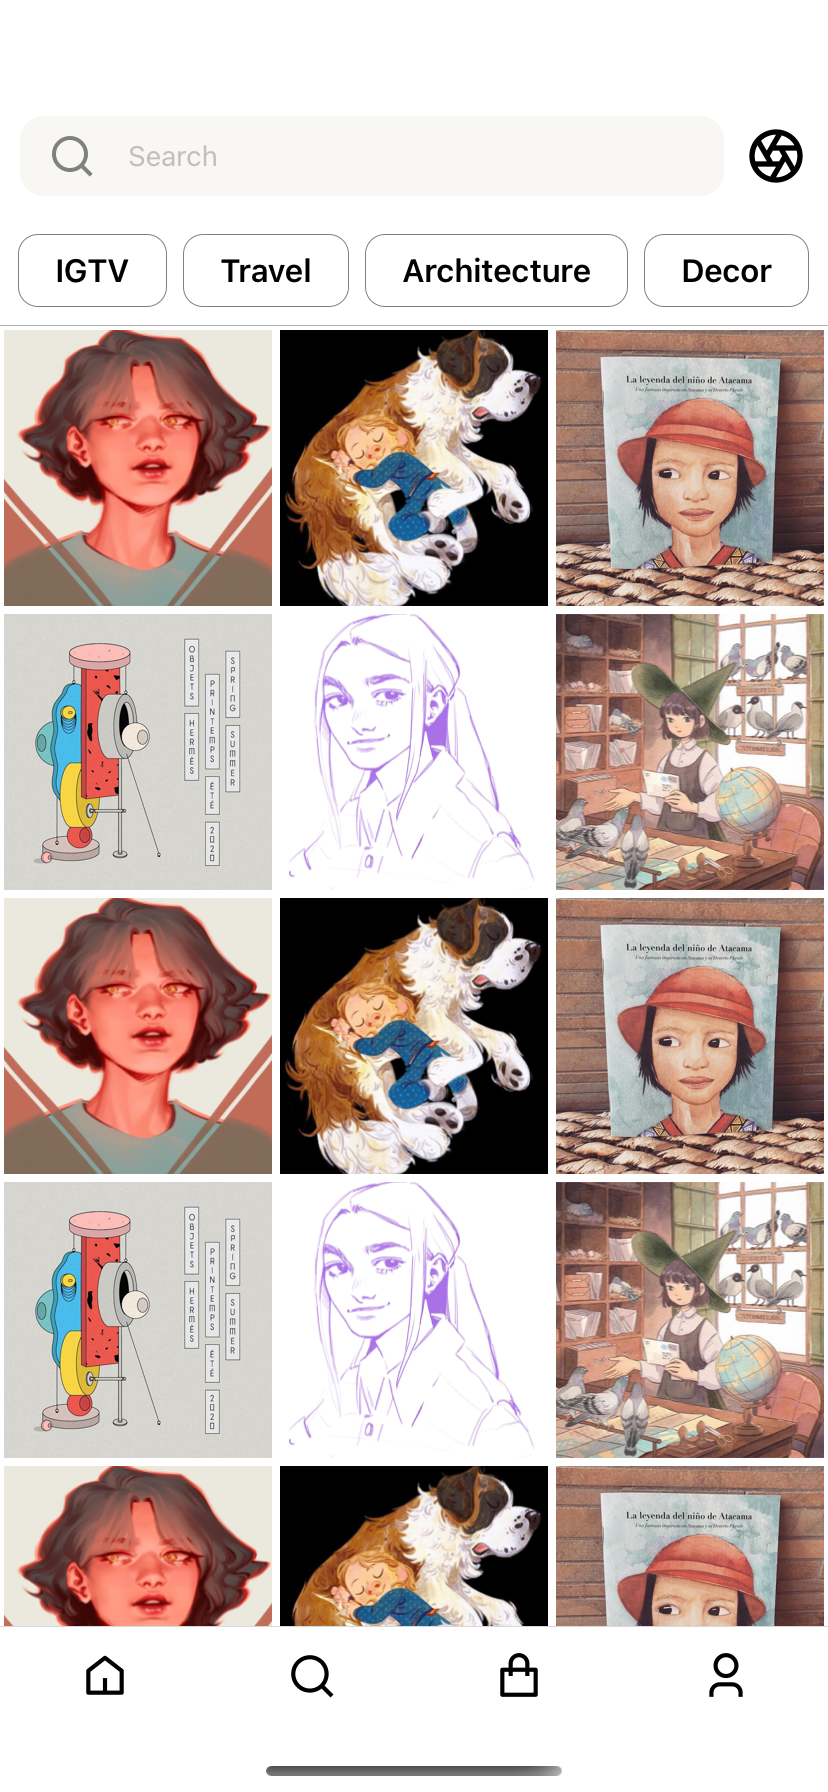 Search
IGTV
Travel
Architecture
Decor
La leyenda del niño de Atacama
OBJETS
HERMÈS
PRINTEMPS
ÉTÉ
2020
SPRING
SUMMER
La leyenda del niño de Atacama
OBJETS
HERMÈS
PRINTEMPS
ÉTÉ
2020
SPRING
SUMMER
La leyenda del niño de Atacama